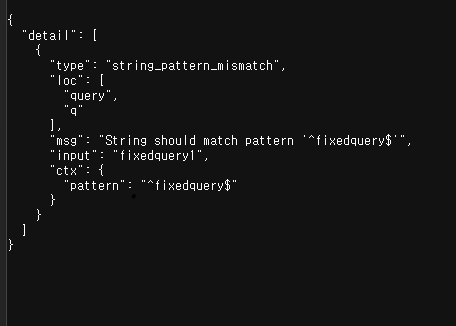 {
  "detail": [
    {
      "type": "string_pattern_mismatch",
      "loc": [
        "query",
        "q"
      ],
      "msg": "String should match pattern '^fixedquery$'",
      "input": "fixedquery1",
      "ctx": {
        "pattern": "^fixedquery$"
      }
    }
  ]
}